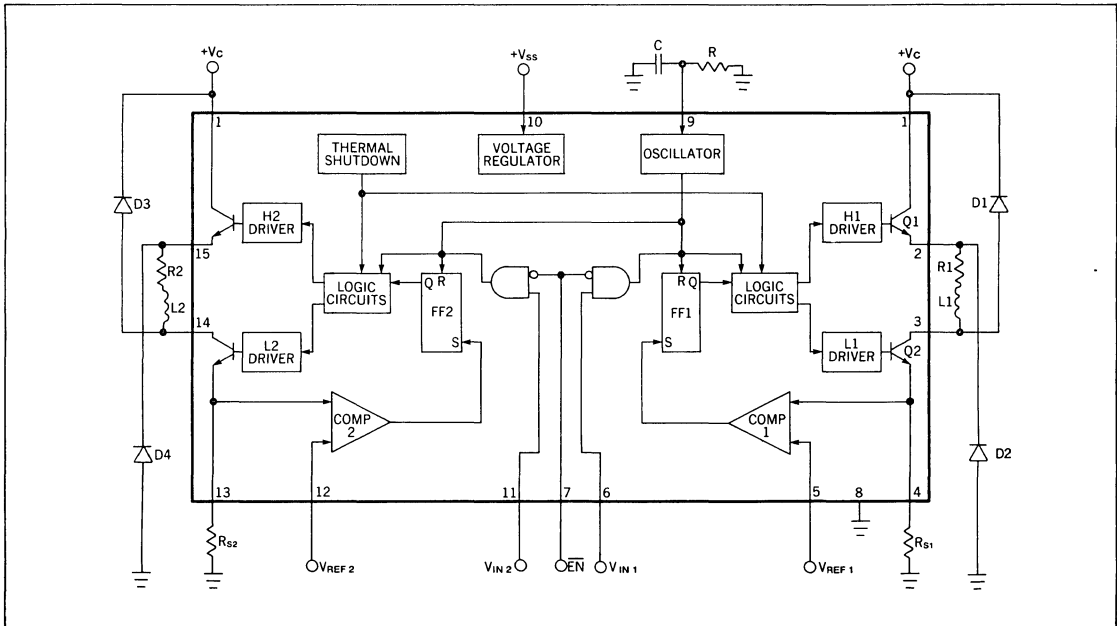 +Vc
+Vss
C
R
+Vc
1
10
9
1
THERMAL
SHUTDOWN
VOLTAGE
REGULATOR
OSCILLATOR
D3
H2
DRIVER
H1
DRIVER
Q1
D1
15
2
R2
L2
LOGIC
CIRCUITS
Q
R
FF2
S
R
Q
FF1
S
LOGIC
CIRCUITS
R1
L1
14
3
L2
DRIVER
L1
DRIVER
Q2
COMP
2
COMP
1
D4
D2
13
12
11
7
6
5
8
4
RS2
VREF 2
VIN 2
EN
VIN 1
VREF 1
RS1